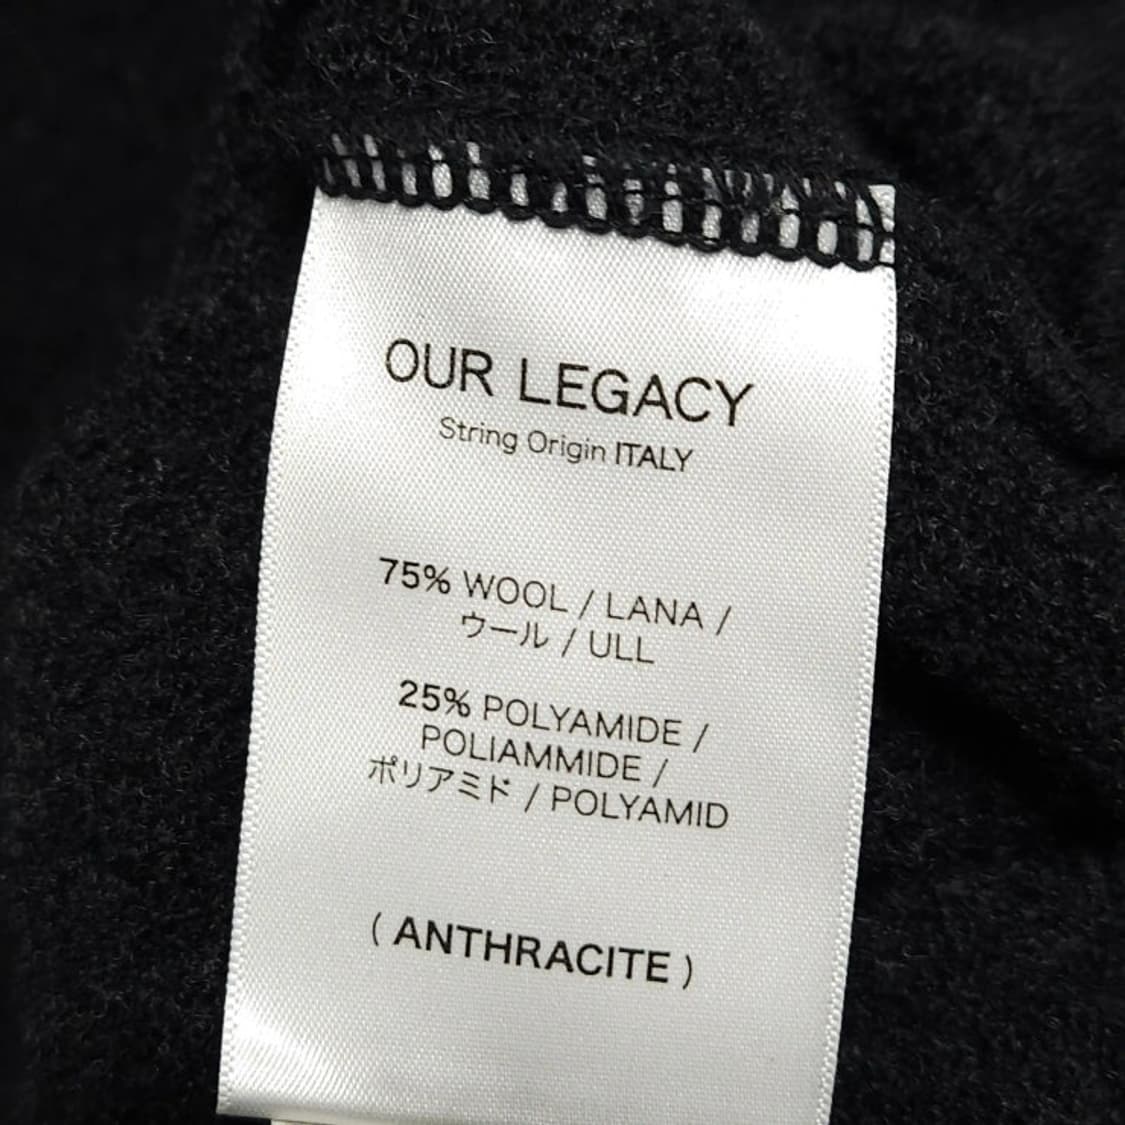 OUR LEGACY
String Origin ITALY
75% WOOL / LANA /
ウール / ULL
25% POLYAMIDE /
POLIAMMIDE /
ポリアミド / POLYAMID
( ANTHRACITE )